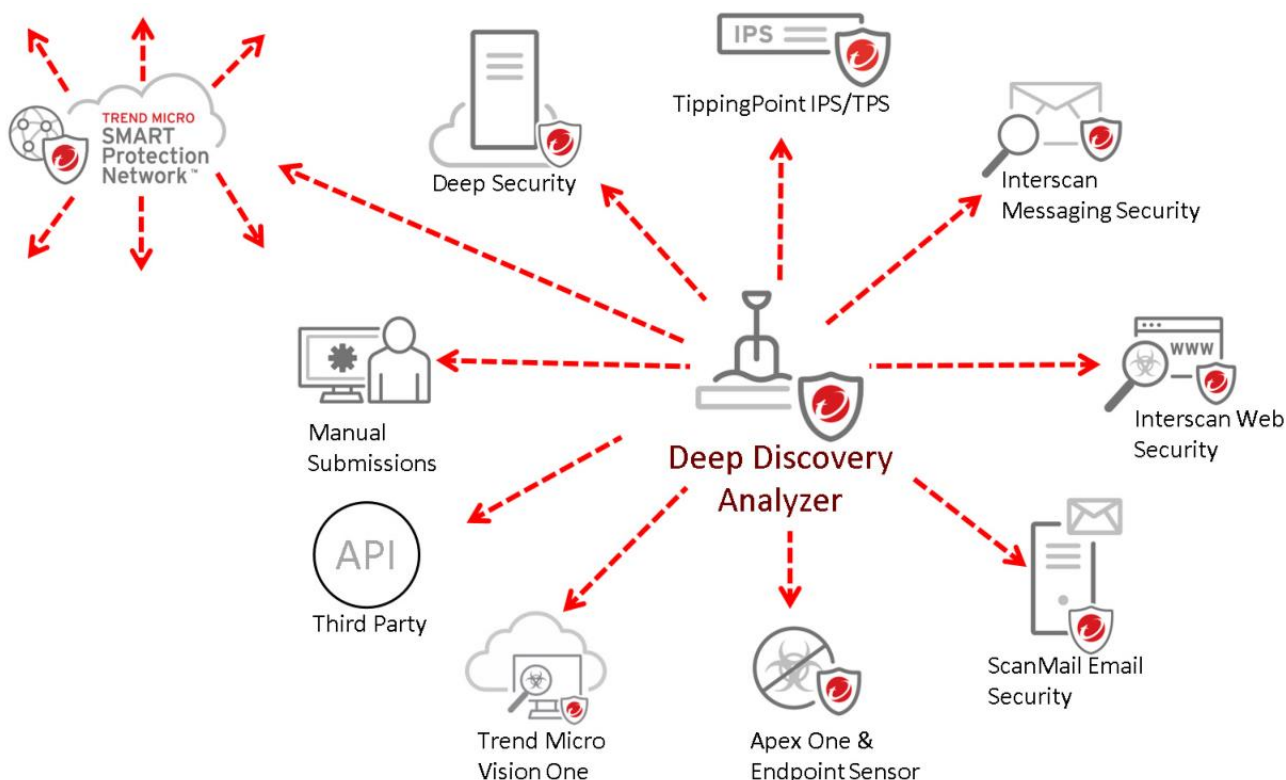 IPS
TippingPoint IPS/TPS
TREND MICRO
SMART
Protection
Network™
Deep Security
Interscan
Messaging Security
WWW
Interscan Web
Security
Manual
Submissions
Deep Discovery
Analyzer
API
Third Party
ScanMail Email
Security
Trend Micro
Vision One
Apex One &
Endpoint Sensor